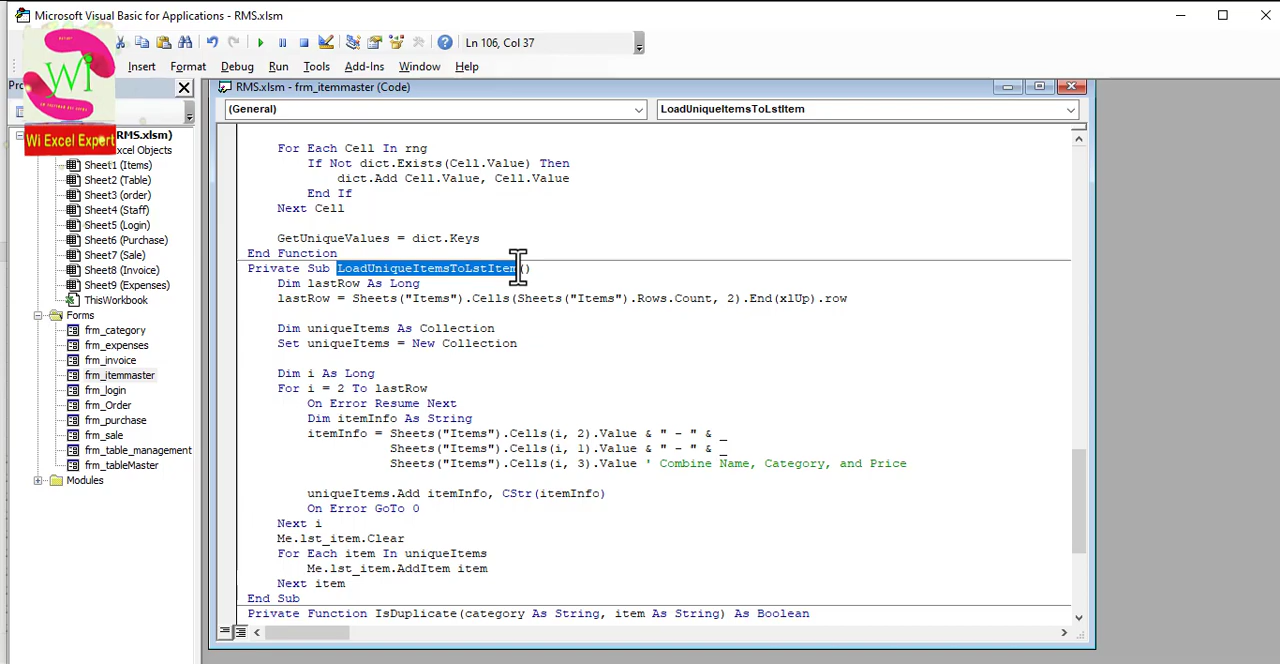 Microsoft Visual Basic for Applications - RMS.xlsm
Ln 106, Col 37
Insert Format Debug Run Tools Add-Ins Window Help
wi
Wi Excel Expert
RMS.xlsm)
Sheet1 (Items)
Sheet2 (Table)
Sheet3 (order)
Sheet4 (Staff)
Sheet5 (Login)
Sheet6 (Purchase)
Sheet7 (Sale)
Sheet8 (Invoice)
Sheet9 (Expenses)
ThisWorkbook
Forms
frm_category
frm_expenses
frm_invoice
frm_itemmaster
frm_login
frm_Order
frm_purchase
frm_sale
frm_table_management
frm_tableMaster
Modules
RMS.xlsm - frm_itemmaster (Code)
(General)
LoadUniqueItemsToLstItem
For Each Cell In rng
If Not dict.Exists(Cell.Value) Then
dict.Add Cell.Value, Cell.Value
End If
Next Cell
GetUniqueValues = dict.Keys
End Function
Private Sub LoadUniqueItemsToLstItem()
Dim lastRow As Long
lastRow = Sheets("Items").Cells(Sheets("Items").Rows.Count, 2).End(xlUp).row
Dim uniqueItems As Collection
Set uniqueItems = New Collection
Dim i As Long
For i = 2 To lastRow
On Error Resume Next
Dim itemInfo As String
itemInfo = Sheets("Items").Cells(i, 2).Value & " - " & _
Sheets("Items").Cells(i, 1).Value & " - " & _
Sheets("Items").Cells(i, 3).Value ' Combine Name, Category, and Price
uniqueItems.Add itemInfo, CStr(itemInfo)
On Error GoTo 0
Next i
Me.lst_item.Clear
For Each item In uniqueItems
Me.lst_item.AddItem item
Next item
End Sub
Private Function IsDuplicate(category As String, item As String) As Boolean